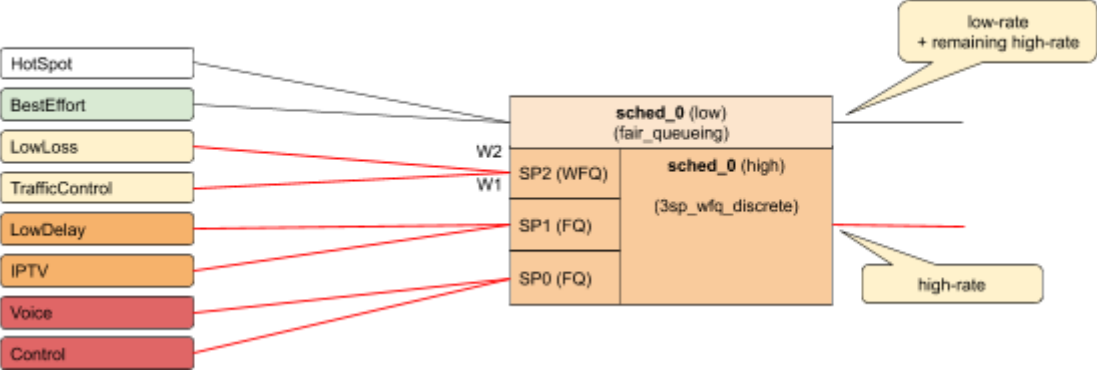 low-rate
+ remaining high-rate
HotSpot
BestEffort
LowLoss
TrafficControl
LowDelay
IPTV
Voice
Control
W2
W1
sched_0 (low)
(fair_queueing)
SP2 (WFQ)
SP1 (FQ)
SP0 (FQ)
sched_0 (high)
(3sp_wfq_discrete)
high-rate